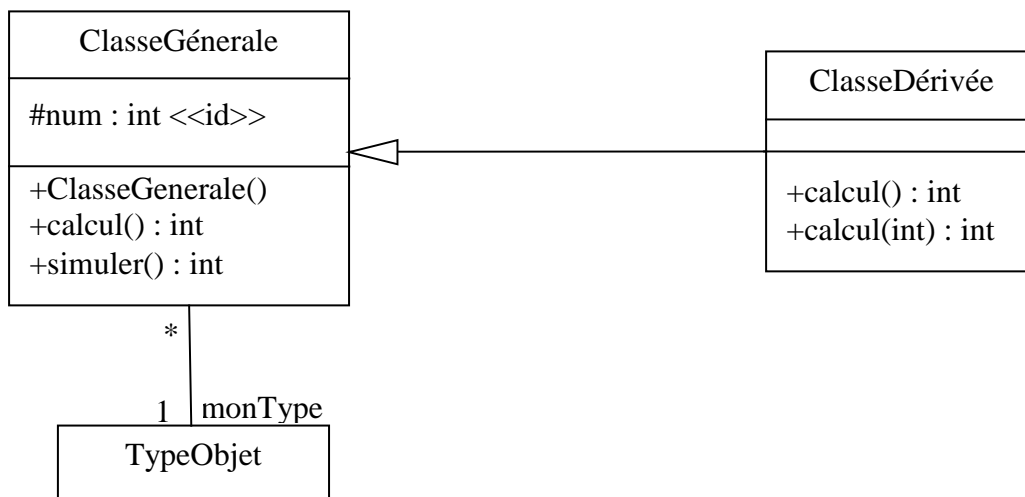 ClasseGénerale
#num : int <<id>>
+ClasseGenerale()
+calcul() : int
+simuler() : int
ClasseDérivée
+calcul() : int
+calcul(int) : int
*
1 monType
TypeObjet